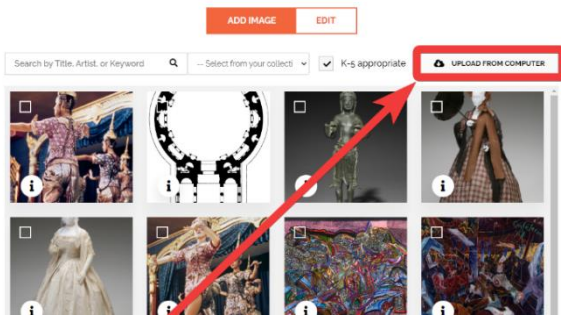 ADD IMAGE EDIT
Search by Title, Artist, or Keyword -- Select from your collecti K-5 appropriate UPLOAD FROM COMPUTER
i i i i
i i i i